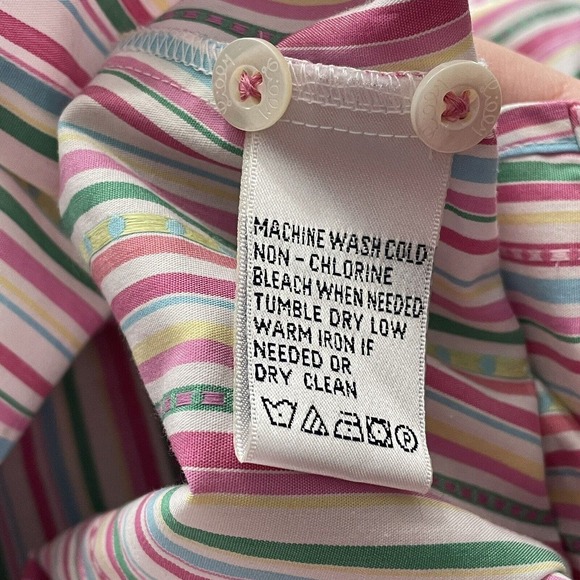 MACHINE WASH COLD
NON - CHLORINE
BLEACH WHEN NEEDED
TUMBLE DRY LOW
WARM IRON IF
NEEDED OR
DRY CLEAN
P